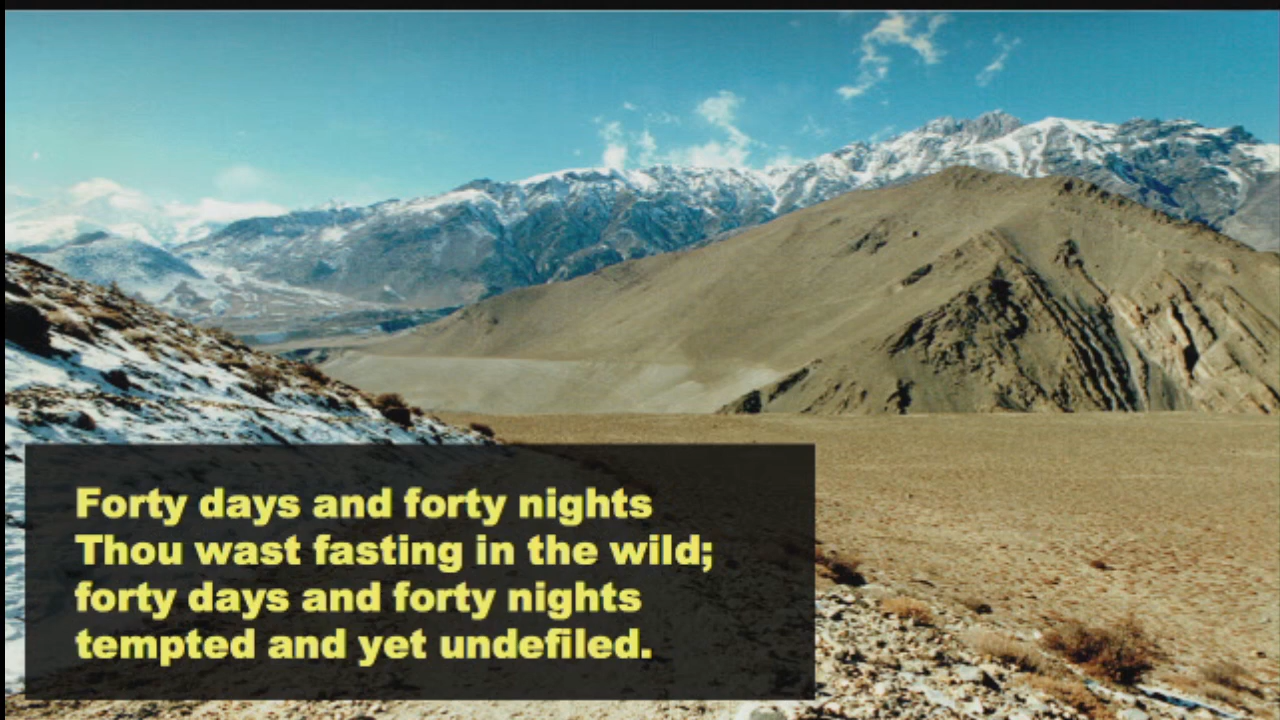 Forty days and forty nights
Thou wast fasting in the wild;
forty days and forty nights
tempted and yet undefiled.